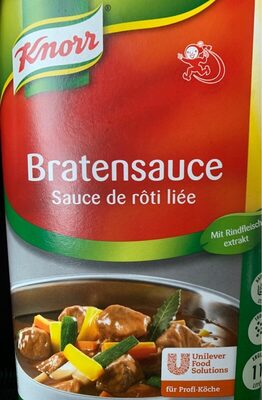 Knorr
Bratensauce
Sauce de rôti liée
Mit Rindfleisch
extrakt
Unilever
Food
Solutions
für Profi-Köche